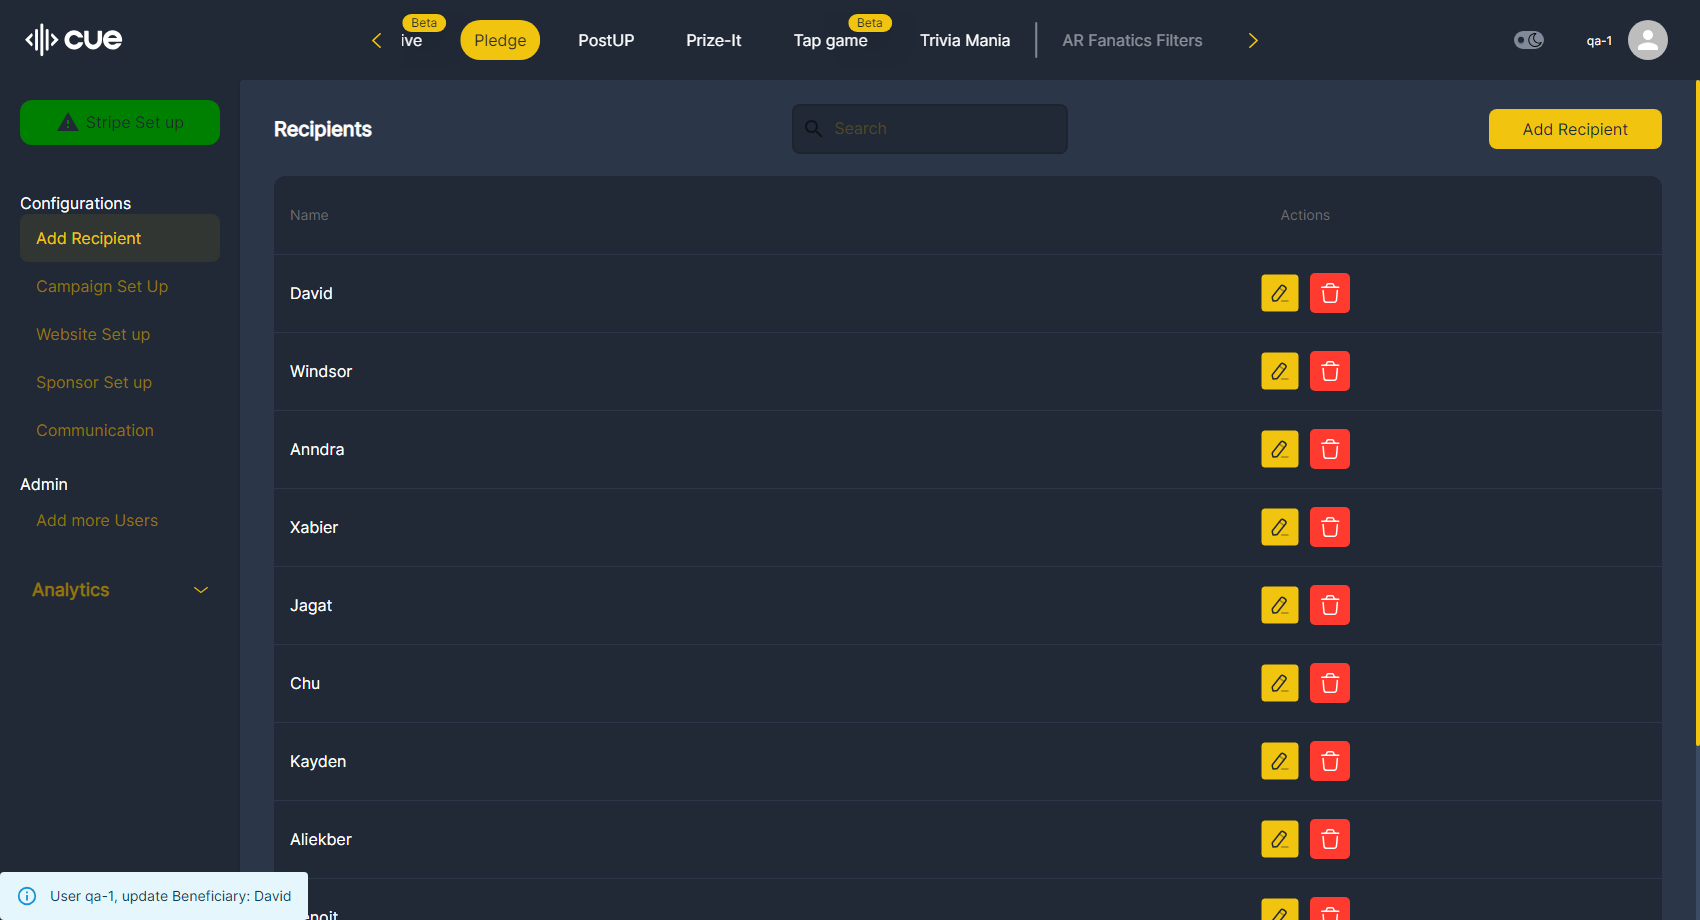 cue
Beta
Beta
ive
Pledge
PostUP
Prize-It
Tap game
Trivia Mania
AR Fanatics Filters
qa-1
Stripe Set up
Configurations
Add Recipient
Campaign Set Up
Website Set up
Sponsor Set up
Communication
Admin
Add more Users
Analytics
Recipients
Search
Add Recipient
Name
Actions
David
Windsor
Anndra
Xabier
Jagat
Chu
Kayden
Aliekber
enoit
User qa-1, update Beneficiary: David